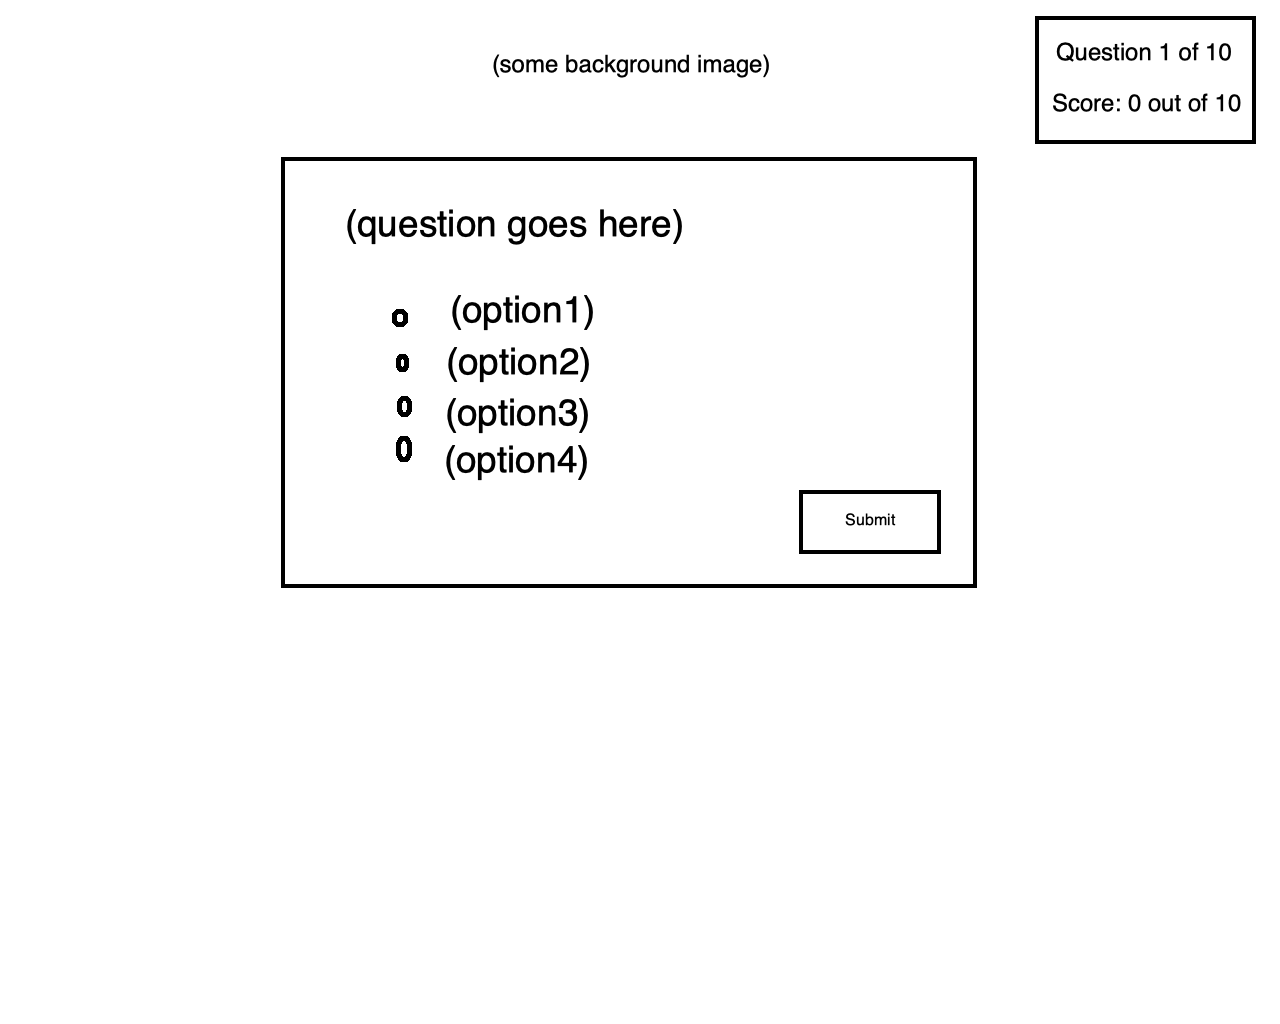 (some background image)
Question 1 of 10
Score: 0 out of 10
(question goes here)
(option1)
(option2)
(option3)
(option4)
Submit